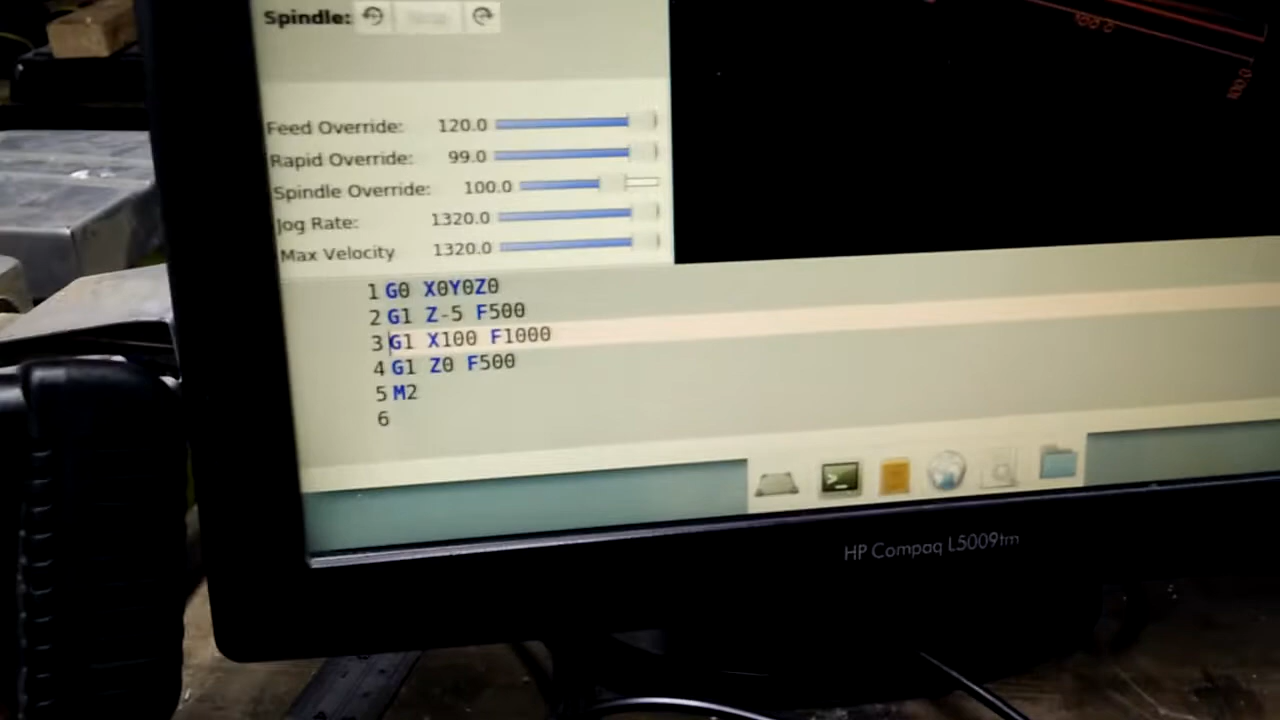 Spindle:
Feed Override: 120.0
Rapid Override: 99.0
Spindle Override: 100.0
Jog Rate: 1320.0
Max Velocity 1320.0
1 G0 X0Y0Z0
2 G1 Z-5 F500
3 G1 X100 F1000
4 G1 Z0 F500
5 M2
6
HP Compaq L5009tm